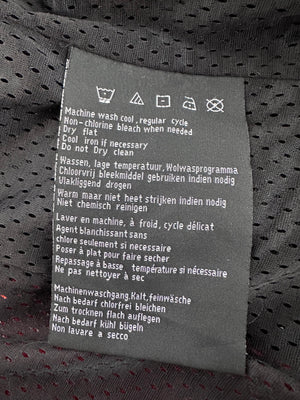 Machine wash cool, regular cycle
Non-chlorine bleach when needed
Dry flat
Cool iron if necessary
Do not Dry clean
Wassen, lage temperatuur, Wolwasprogramma
Chloorvrij bleekmiddel gebruiken indien nodig
Vlakliggend drogen
Warm maar niet heet strijken indien nodig
Niet chemisch reinigen
Laver en machine, à froid, cycle délicat
Agent blanchissant sans
chlore seulement si necessaire
Poser à plat pour faire secher
Repassage à basse température si nécessaire
Ne pas nettoyer à sec
Machinenwaschgang,Kalt,feinwäsche
Nach bedarf chlorfrei bleichen
Zum trocknen flach auflegen
Nach bedarf kühl bügeln
Non lavare a secco